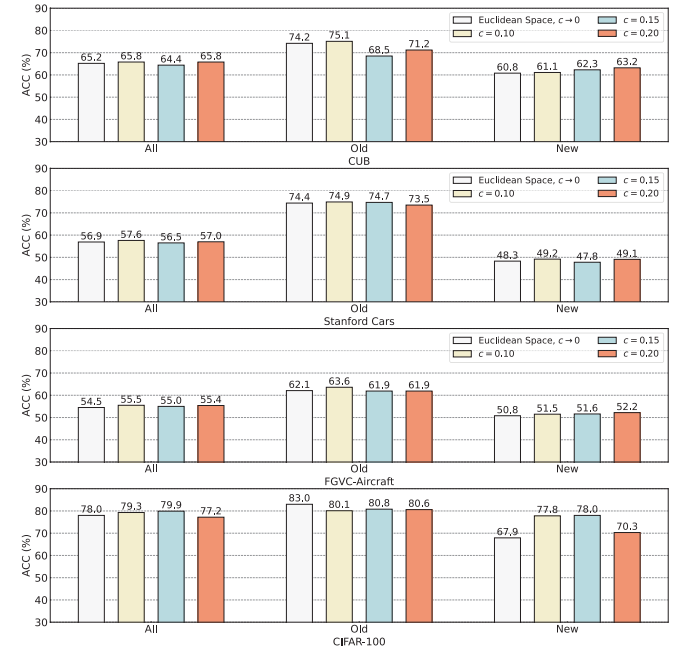 90
80
70
60
50
40
30
ACC (%)
65.2 65.8 64.4 65.8
74.2 75.1 68.5 71.2
60.8 61.1 62.3 63.2
Euclidean Space, c→0 c = 0.15
c = 0.10 c = 0.20
All Old New
CUB
90
80
70
60
50
40
30
ACC (%)
56.9 57.6 56.5 57.0
74.4 74.9 74.7 73.5
48.3 49.2 47.8 49.1
Euclidean Space, c→0 c = 0.15
c = 0.10 c = 0.20
All Old New
Stanford Cars
90
80
70
60
50
40
30
ACC (%)
54.5 55.5 55.0 55.4
62.1 63.6 61.9 61.9
50.8 51.5 51.6 52.2
Euclidean Space, c→0 c = 0.15
c = 0.10 c = 0.20
All Old New
FGVC-Aircraft
90
80
70
60
50
40
30
ACC (%)
78.0 79.3 79.9 77.2
83.0 80.1 80.8 80.6
67.9 77.8 78.0 70.3
All Old New
CIFAR-100